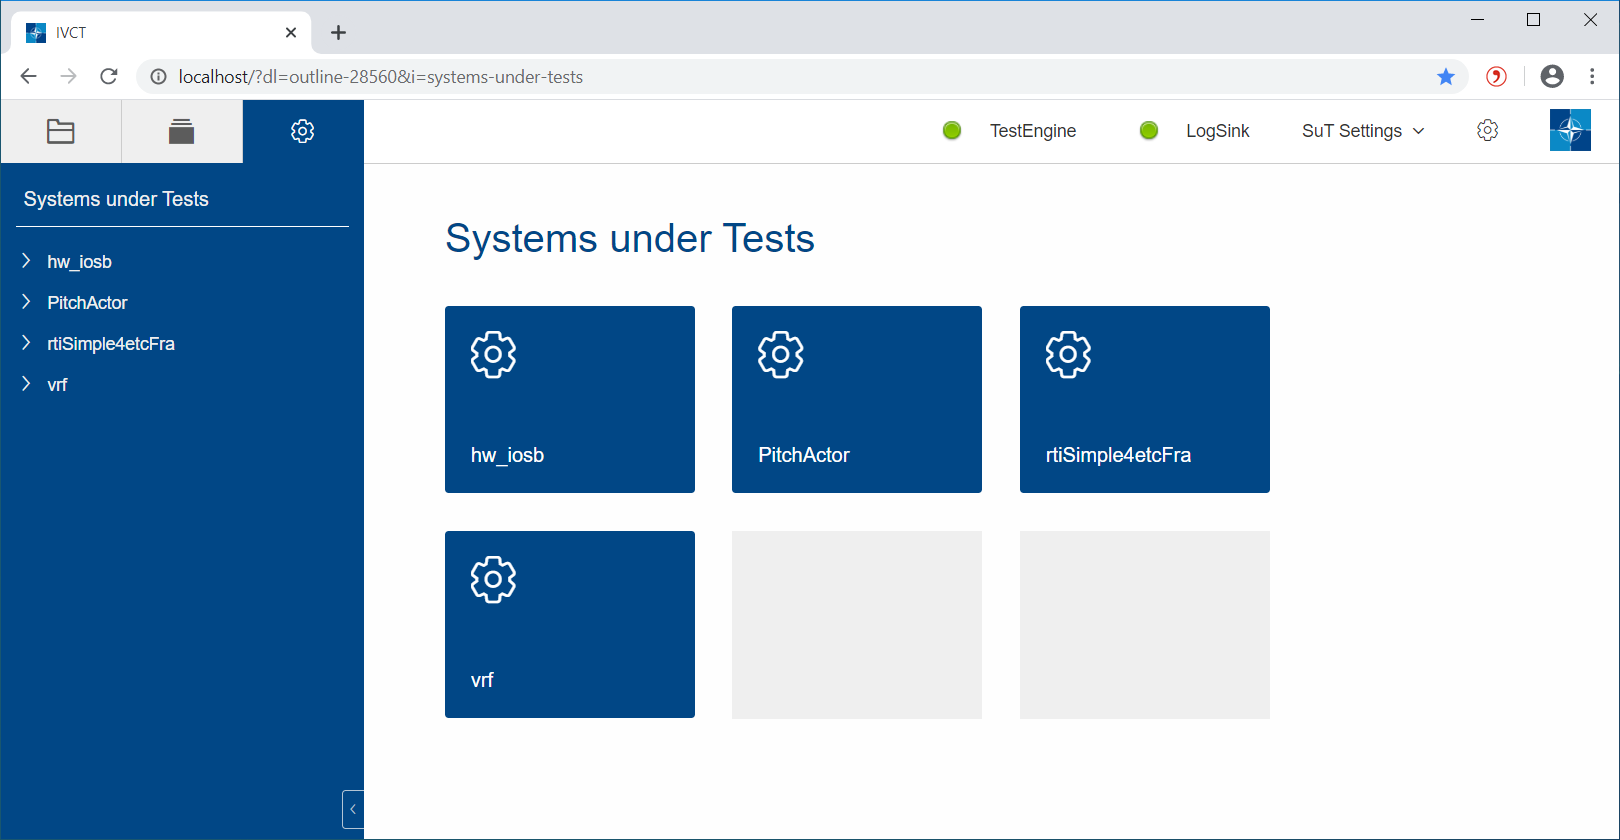 IVCT
localhost/?dl=outline-28560&i=systems-under-tests
TestEngine
LogSink
SuT Settings
Systems under Tests
hw_iosb
PitchActor
rtiSimple4etcFra
vrf
Systems under Tests
hw_iosb
PitchActor
rtiSimple4etcFra
vrf